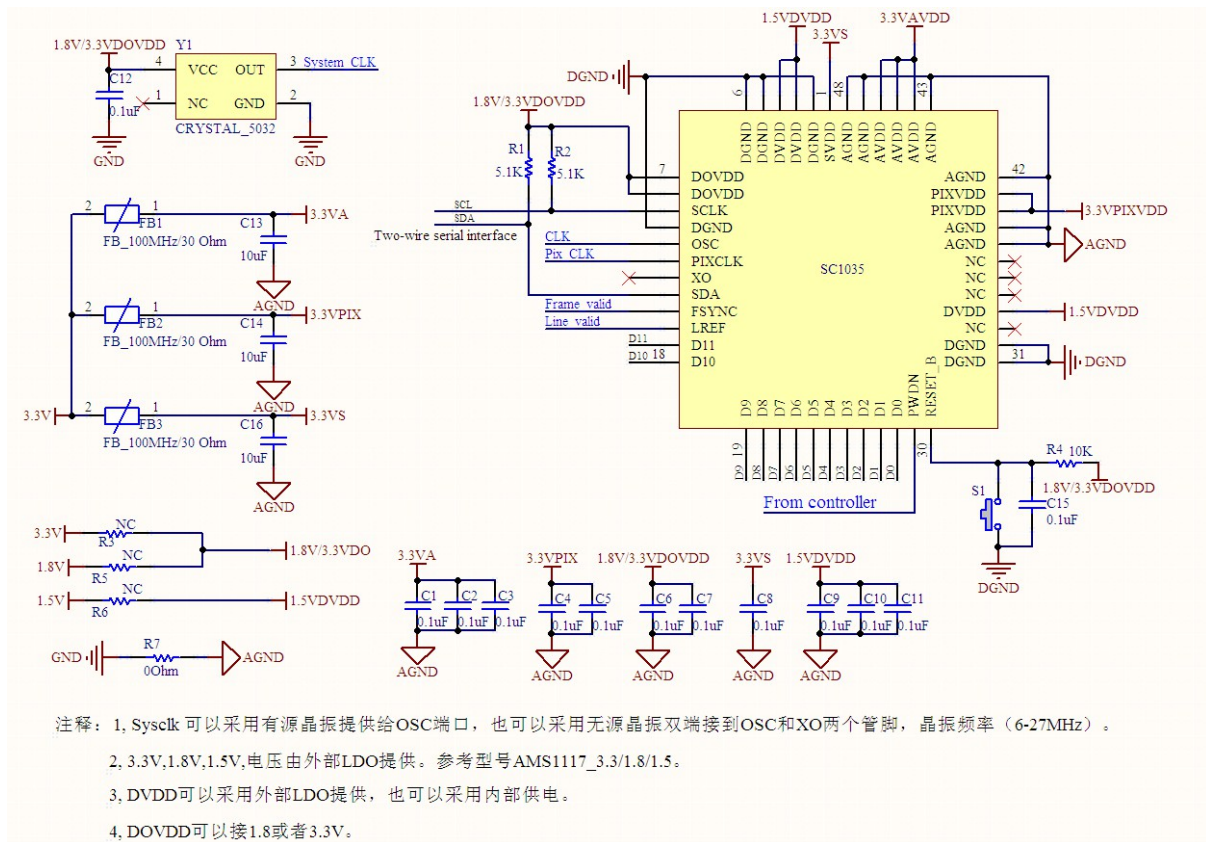 1.8V/3.3VDOVDD Y1
4 VCC OUT 3 System_CLK
C12
0.1uF
1 NC GND 2
CRYSTAL_5032
GND GND
2 1 3.3VA
FB1 C13
FB_100MHz/30 Ohm
10uF
AGND
2 1 3.3VPIX
FB2 C14
FB_100MHz/30 Ohm
10uF
AGND
3.3V 2 1 3.3VS
FB3 C16
FB_100MHz/30 Ohm
10uF
AGND
3.3V NC
R3
1.8V/3.3VDO
1.8V NC
R5
1.5V NC 1.5VDVDD
R6
GND R7 AGND
0Ohm
1.5VDVDD 3.3VAVDD
3.3VS
DGND
6 1 48 43
DGND DGND DVDD DVDD DGND SVDD AGND AGND AVDD AVDD AVDD AGND
1.8V/3.3VDOVDD
R1 R2
5.1K 5.1K
SCL
SDA
Two-wire serial interface
CLK
Pix_CLK
Frame_valid
Line_valid
D11
D10 18
7 DOVDD
DOVDD
SCLK
DGND
OSC
PIXCLK
XO
SDA
FSYNC
LREF
D11
D10
SC1035
AGND 42
PIXVDD
PIXVDD 3.3VPIXVDD
AGND
AGND AGND
NC
NC
NC
DVDD 1.5VDVDD
NC
DGND
DGND 31 DGND
D9 D8 D7 D6 D5 D4 D3 D2 D1 D0 PWDN RESET_B
19 30
D9 D8 D7 D6 D5 D4 D3 D2 D1 D0
From controller
R4 10K
1.8V/3.3VDOVDD
S1
C15
0.1uF
DGND
3.3VA 3.3VPIX 1.8V/3.3VDOVDD 3.3VS 1.5VDVDD
C1 C2 C3 C4 C5 C6 C7 C8 C9 C10 C11
0.1uF 0.1uF 0.1uF 0.1uF 0.1uF 0.1uF 0.1uF 0.1uF 0.1uF 0.1uF 0.1uF
AGND AGND AGND AGND AGND
注释：1, Sysclk 可以采用有源晶振提供给OSC端口，也可以采用无源晶振双端接到OSC和XO两个管脚，晶振频率（6-27MHz）。
2, 3.3V,1.8V,1.5V,电压由外部LDO提供。参考型号AMS1117_3.3/1.8/1.5。
3, DVDD可以采用外部LDO提供，也可以采用内部供电。
4, DOVDD可以接1.8或者3.3V。